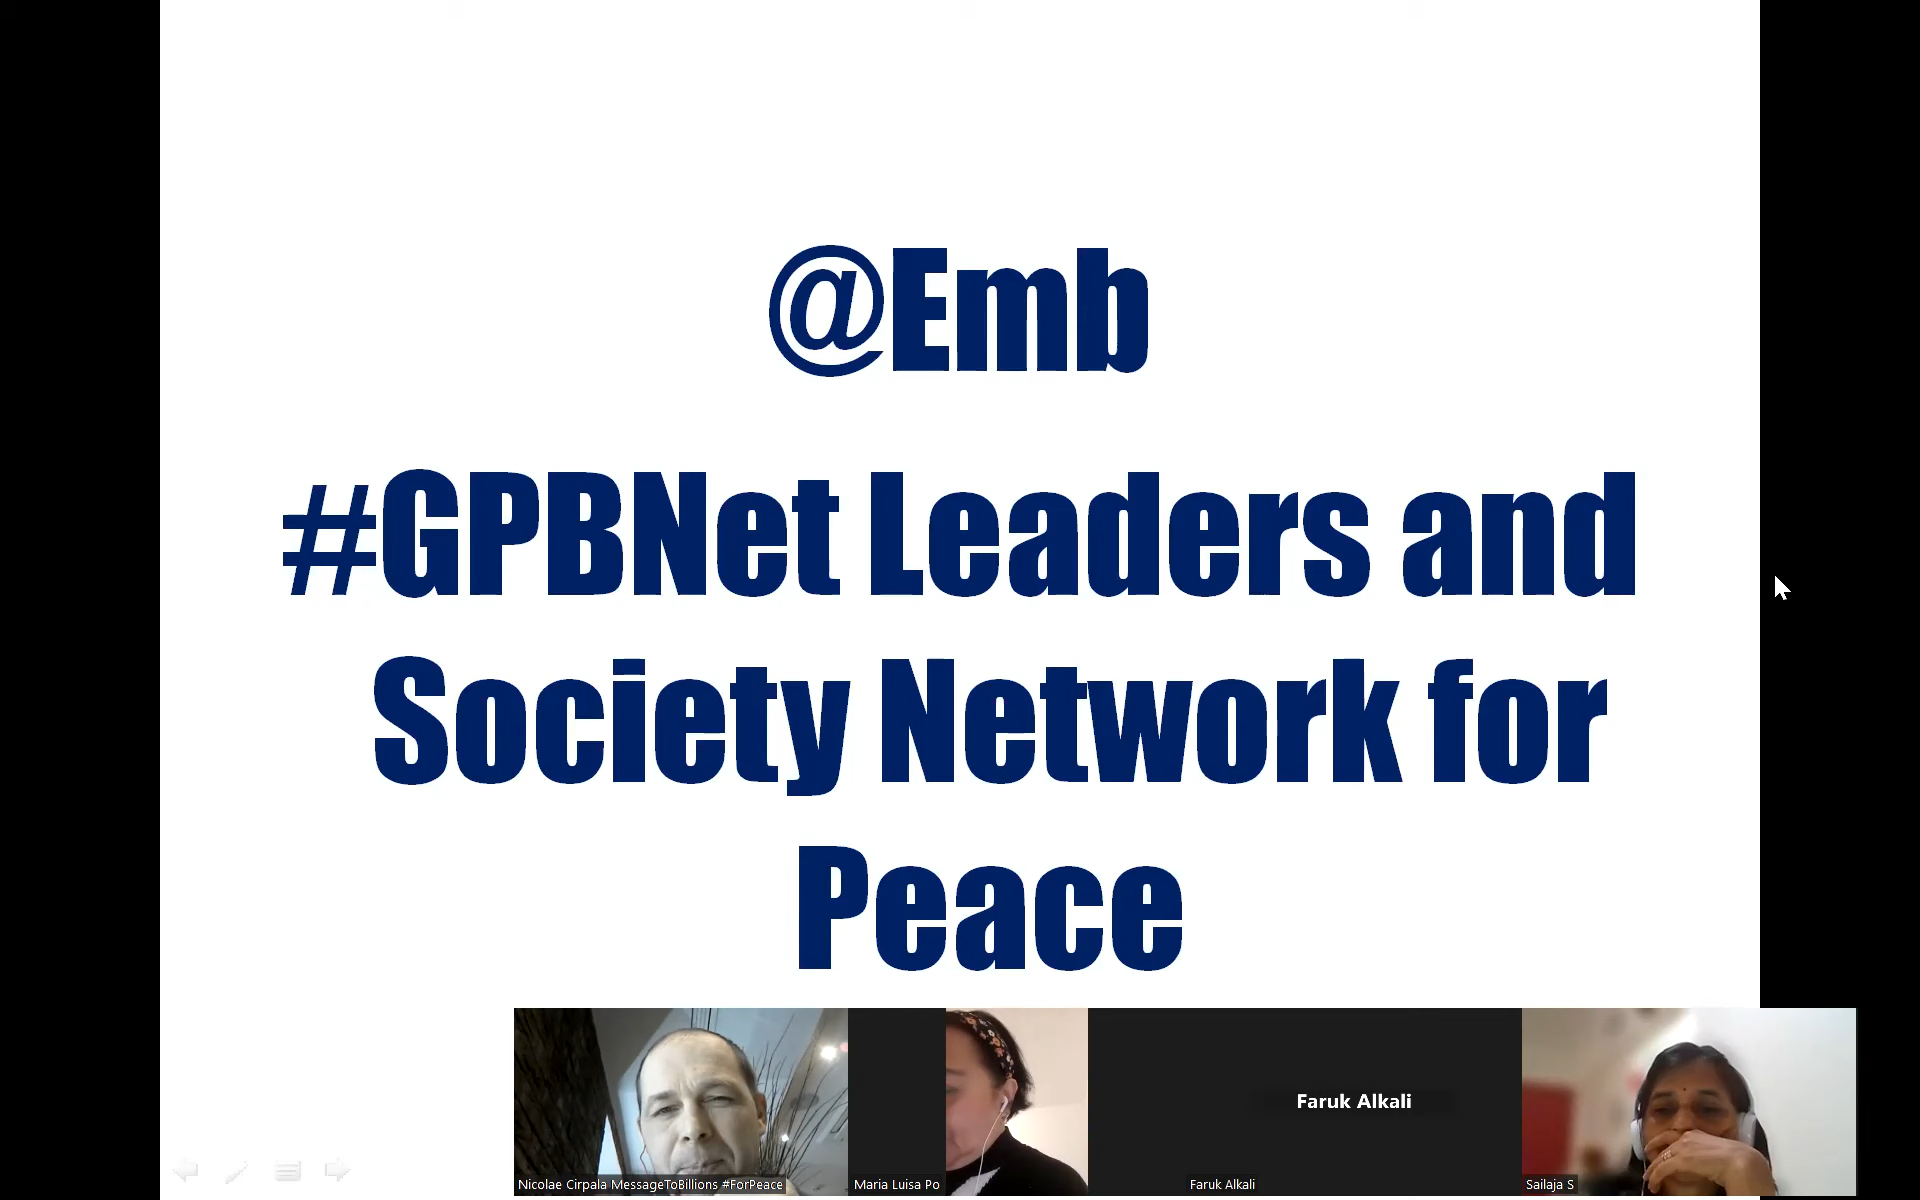 @Emb
#GPBNet Leaders and
Society Network for
Peace
Faruk Alkali
Nicolae Cirpala MessageToBillions #ForPeace
Maria Luisa Po
Faruk Alkali
Sailaja S